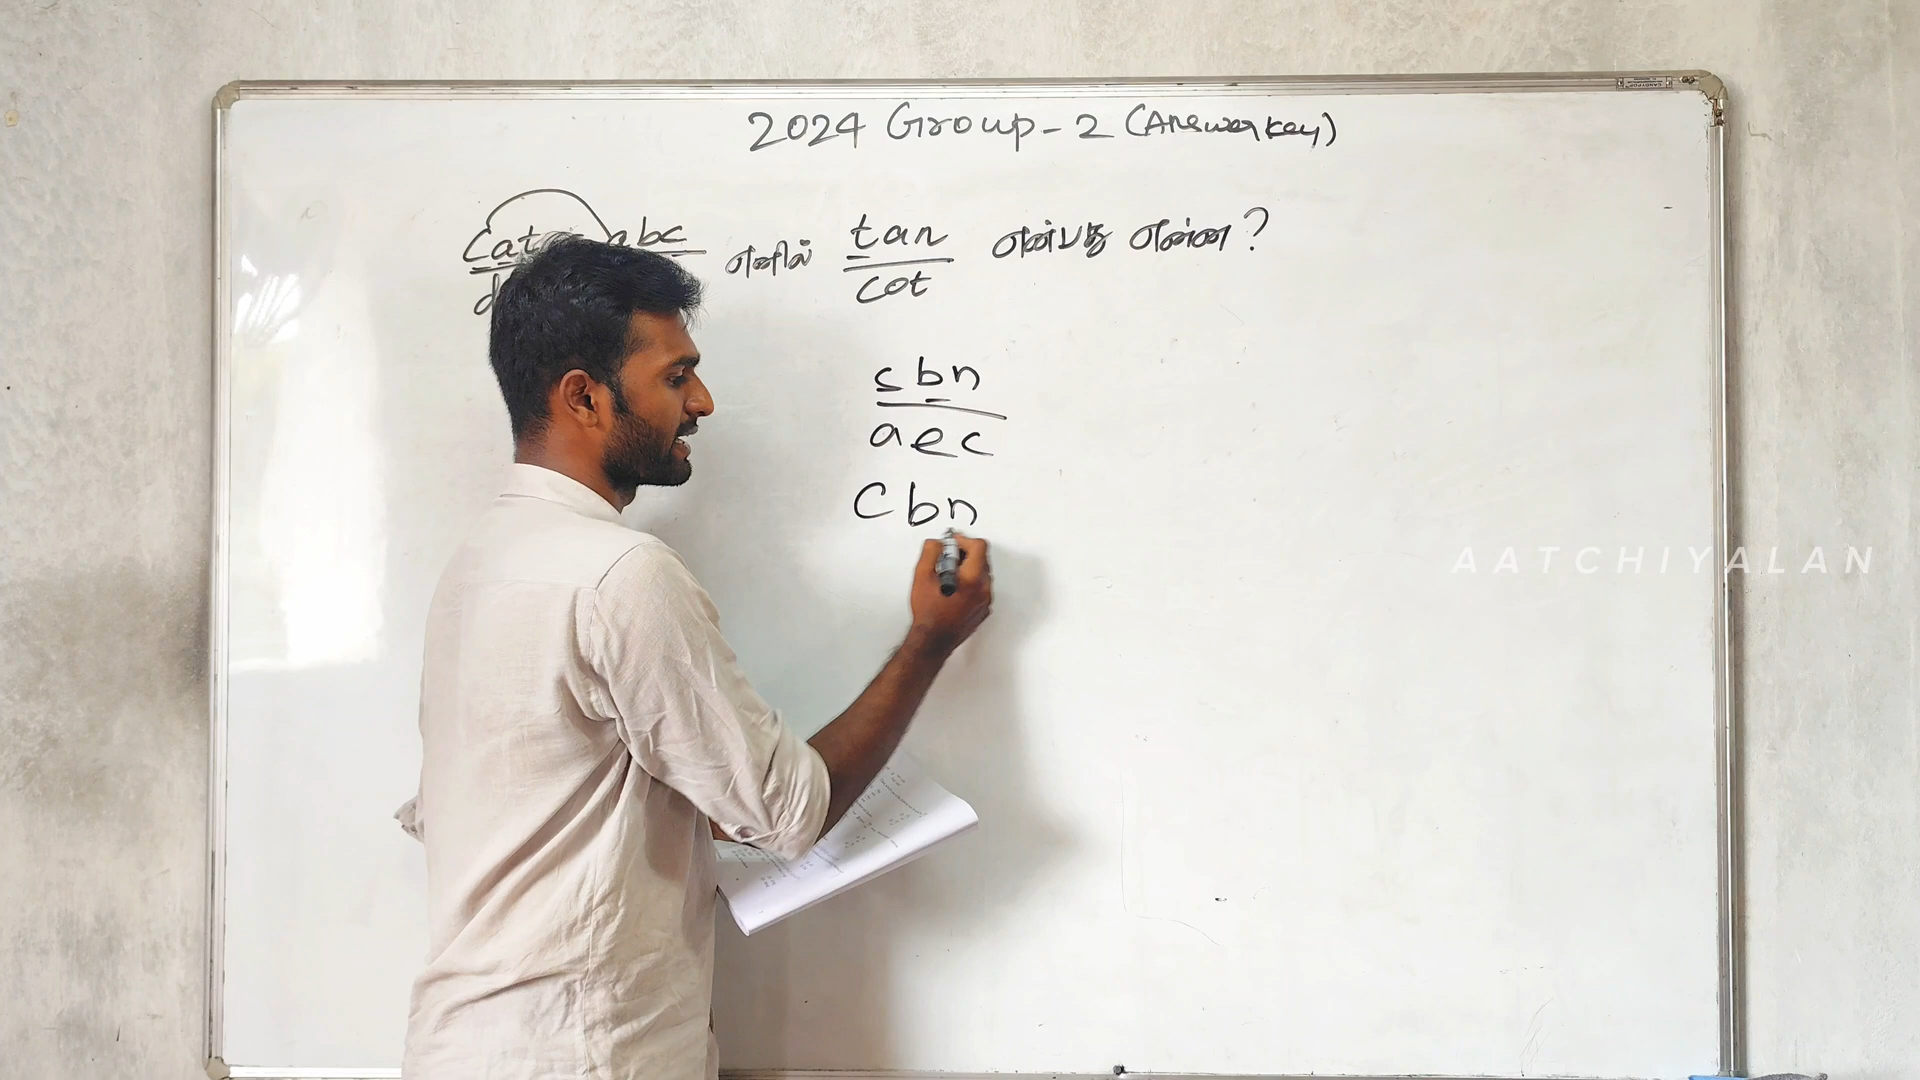 2024 Group-2 (Answer key)
Cat abc எனில் tan என்பது என்ன?
d cot
cbn
aec
Cbn
AATCHIYALAN